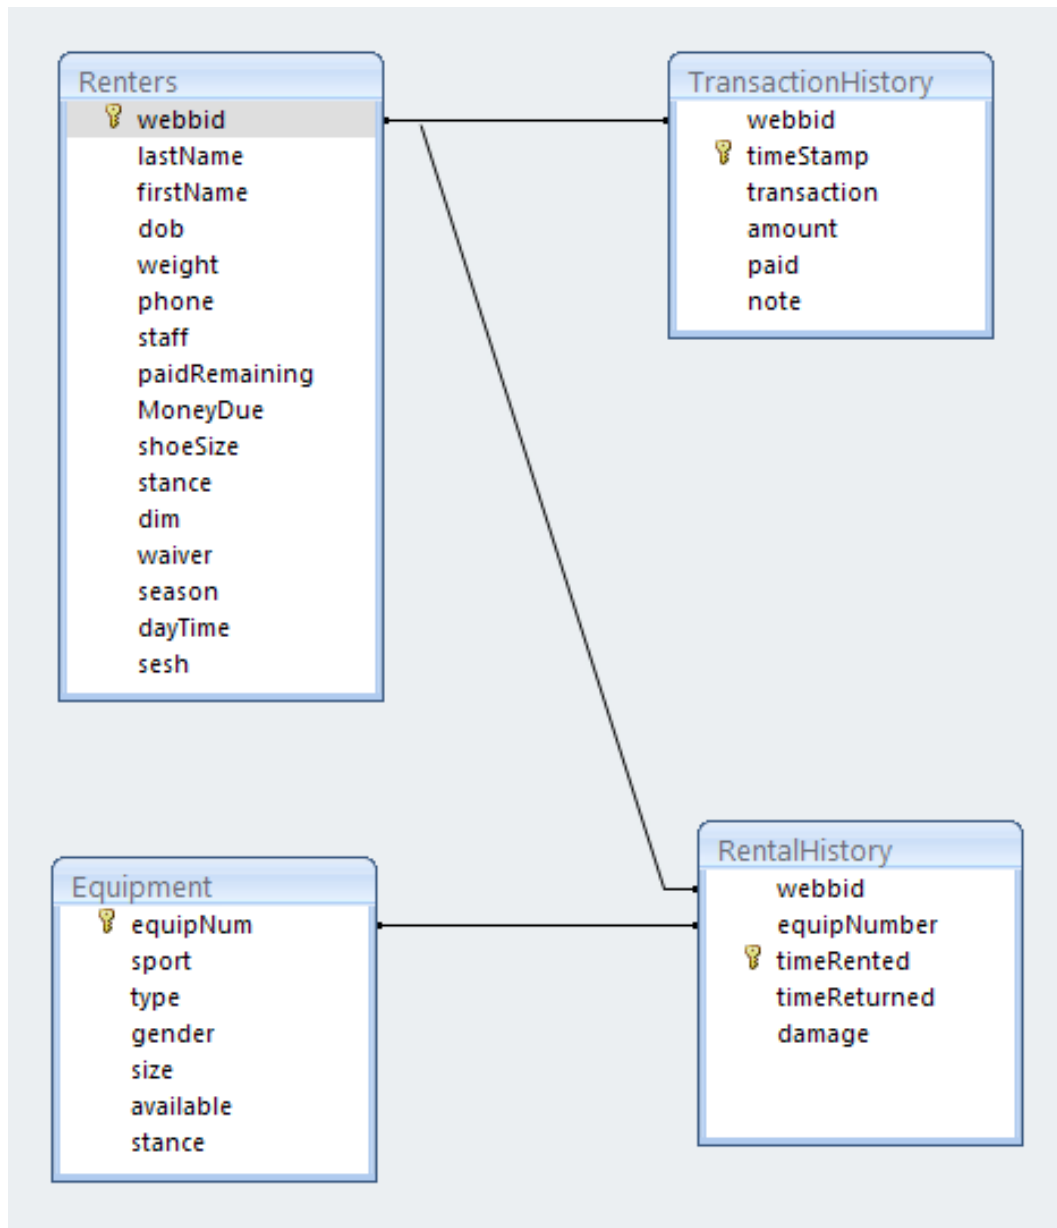 Renters
webbid
lastName
firstName
dob
weight
phone
staff
paidRemaining
MoneyDue
shoeSize
stance
dim
waiver
season
dayTime
sesh
TransactionHistory
webbid
timeStamp
transaction
amount
paid
note
Equipment
equipNum
sport
type
gender
size
available
stance
RentalHistory
webbid
equipNumber
timeRented
timeReturned
damage